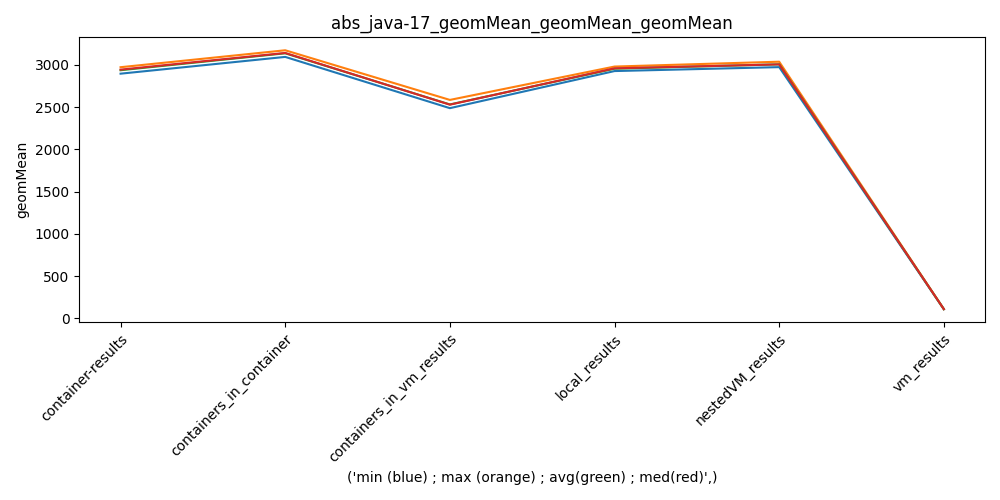 abs_java-17_geomMean_geomMean_geomMean
geomMean
3000
2500
2000
1500
1000
500
0
container-results
containers_in_container
containers_in_vm_results
local_results
nestedVM_results
vm_results
('min (blue) ; max (orange) ; avg(green) ; med(red)',)